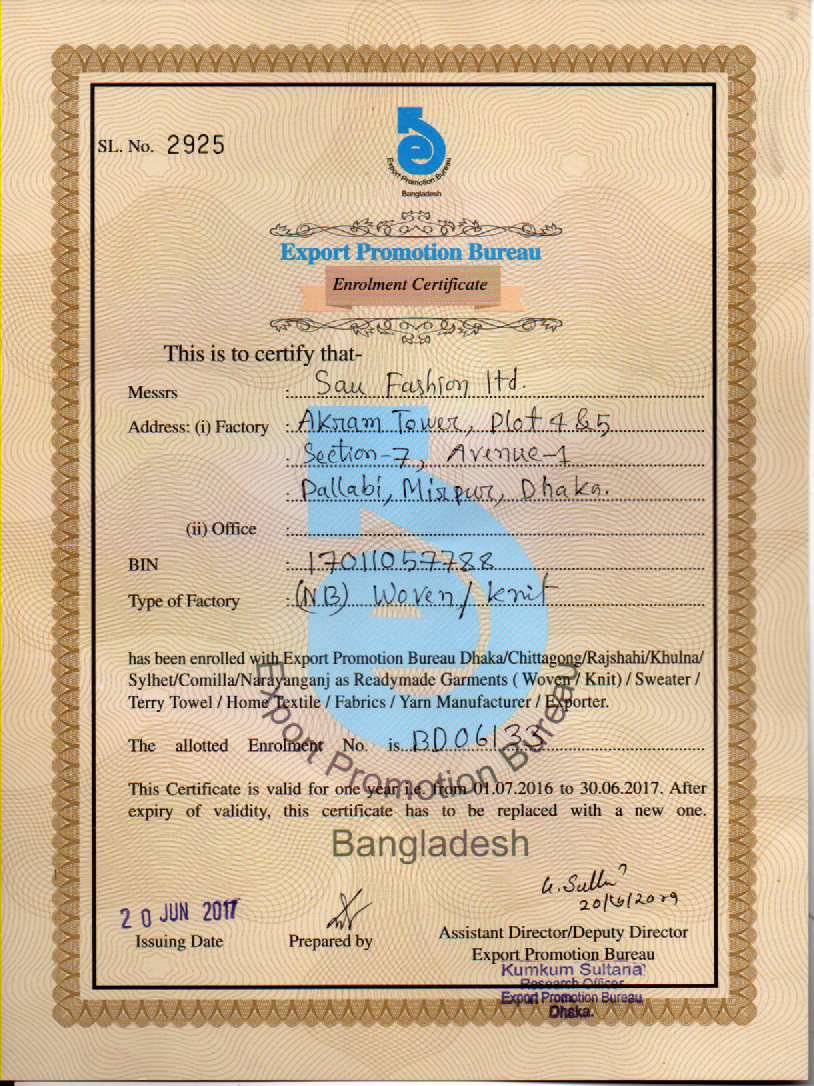 SL. No. 2925
Export Promotion Bureau
Bangladesh
Export Promotion Bureau
Enrolment Certificate
This is to certify that-
Messrs : Sau Fashion ltd.
Address: (i) Factory : Akram Tower, Plot 4 & 5
: Section-7, Avenue-1
: Pallabi, Mirpur, Dhaka.
(ii) Office :
BIN : 17011057788
Type of Factory : (NB) Woven/ knit
has been enrolled with Export Promotion Bureau Dhaka/Chittagong/Rajshahi/Khulna/
Sylhet/Comilla/Narayanganj as Readymade Garments ( Woven / Knit) / Sweater /
Terry Towel / Home Textile / Fabrics / Yarn Manufacturer / Exporter.
The allotted Enrolment No. is BD06133
This Certificate is valid for one year i.e. from 01.07.2016 to 30.06.2017. After
expiry of validity, this certificate has to be replaced with a new one.
Export Promotion Bureau
Bangladesh
20 JUN 2017
Issuing Date
Prepared by
Assistant Director/Deputy Director
Export Promotion Bureau
Kumkum Sultana
Research Officer
Export Promotion Bureau
Dhaka.